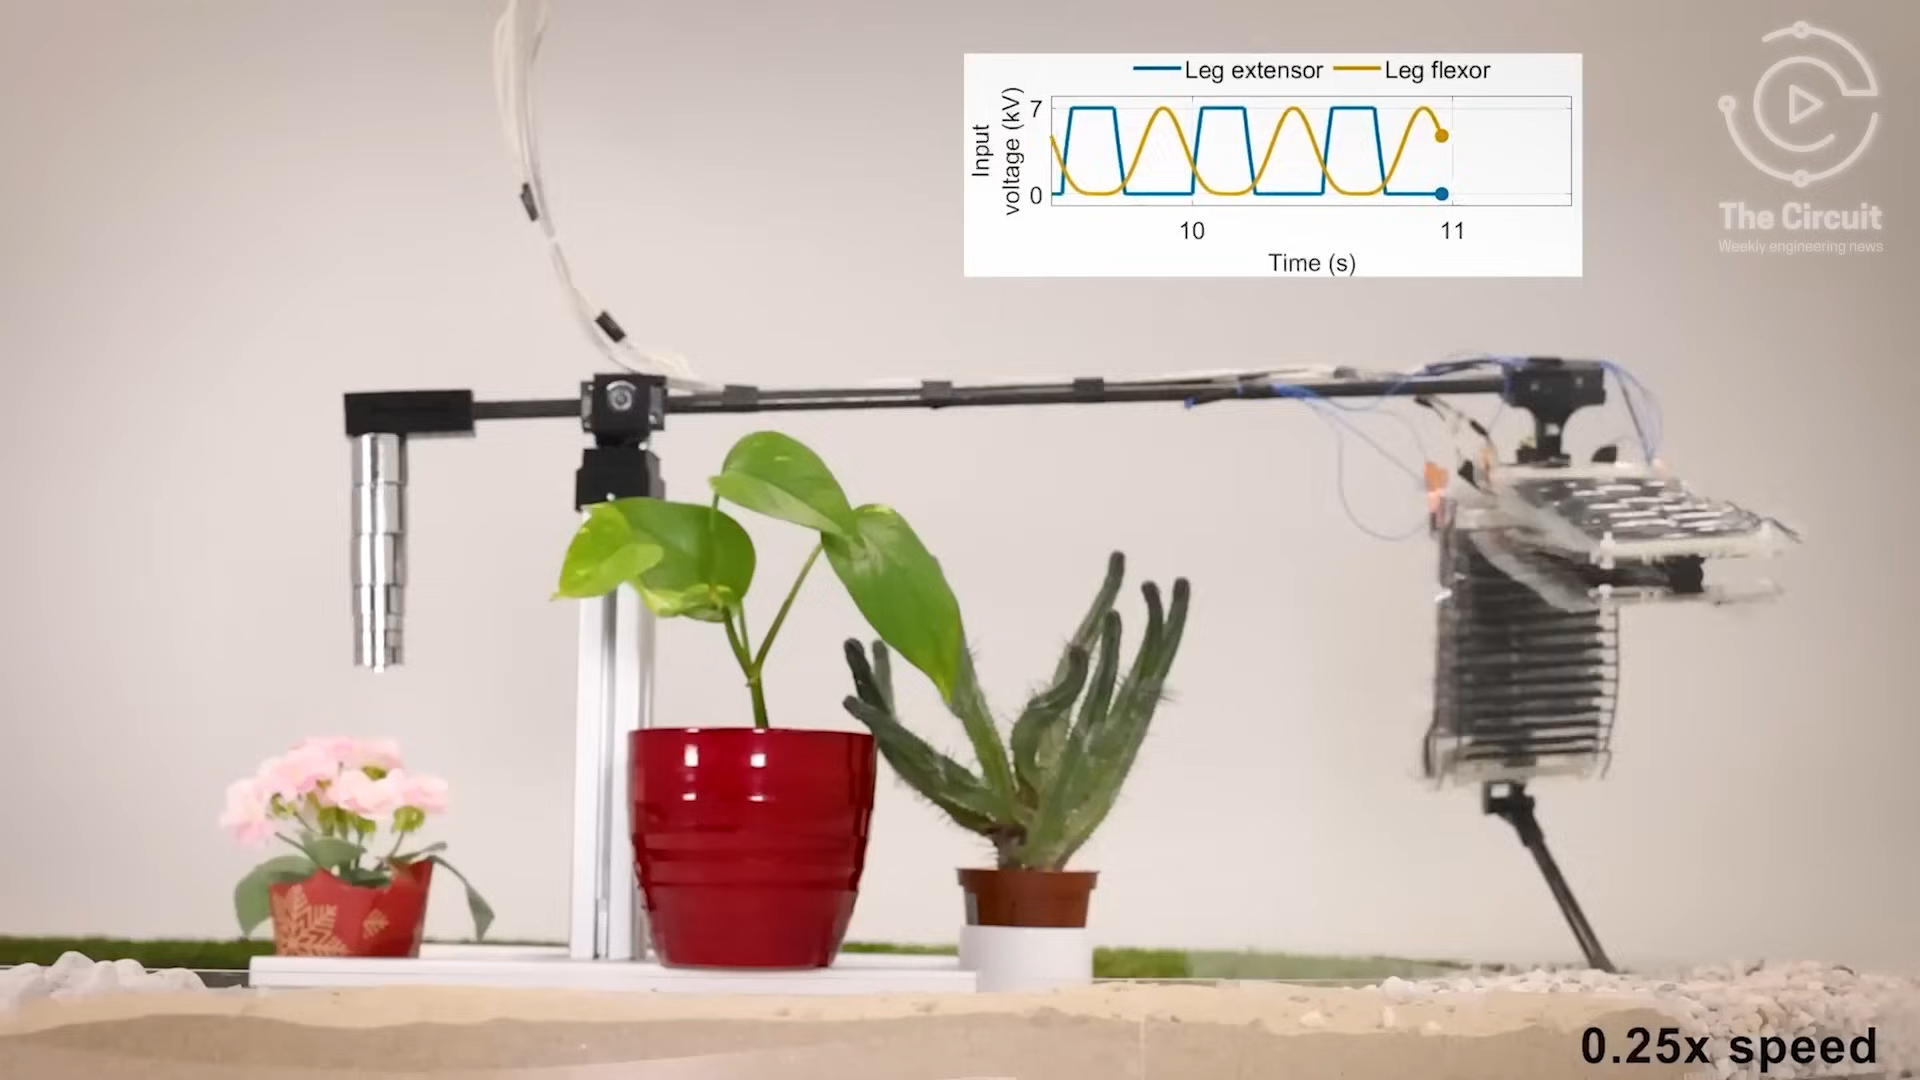 Leg extensor Leg flexor
Input
voltage (kV)
7
0
10
11
Time (s)
The Circuit
Weekly engineering news
0.25x speed